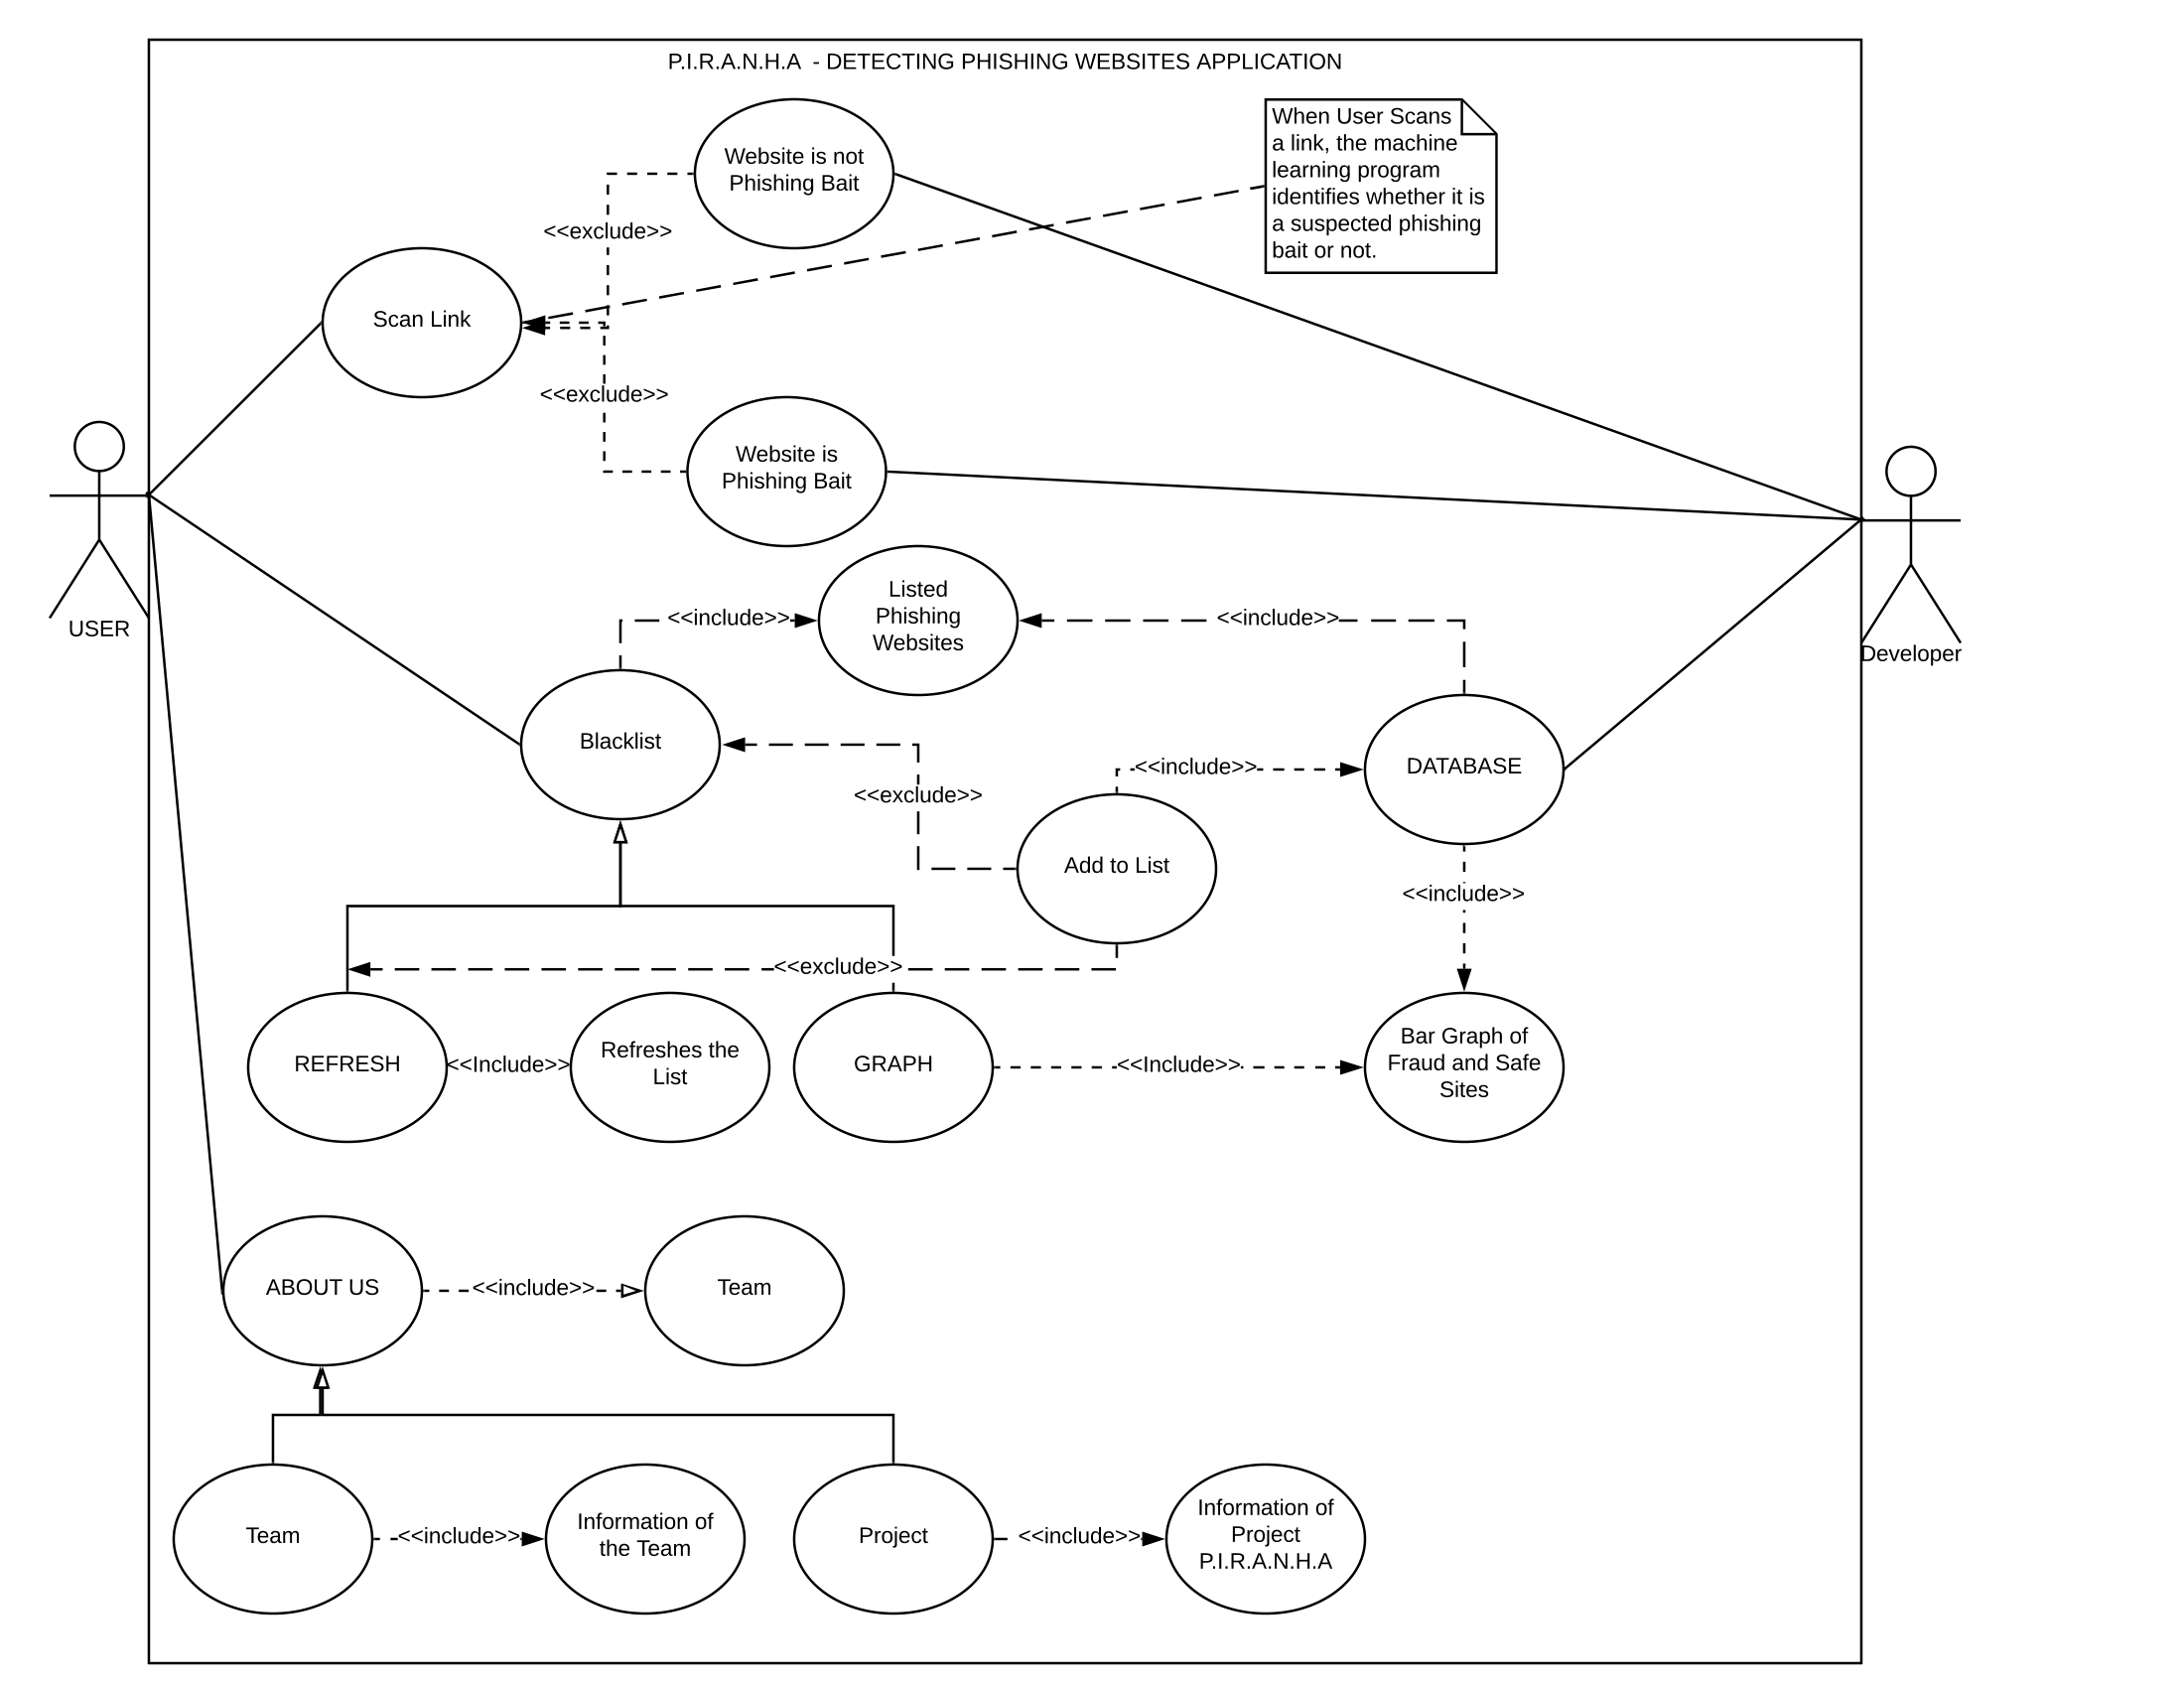 P.I.R.A.N.H.A  - DETECTING PHISHING WEBSITES APPLICATION
When User Scans
a link, the machine
learning program
identifies whether it is
a suspected phishing
bait or not.
Website is not
Phishing Bait
<<exclude>>
Scan Link
<<exclude>>
Website is
Phishing Bait
USER
Developer
Listed
Phishing
Websites
<<include>>
<<include>>
Blacklist
<<exclude>>
<<include>>
DATABASE
Add to List
<<include>>
<<exclude>>
REFRESH
<<Include>>
Refreshes the
List
GRAPH
<<Include>>
Bar Graph of
Fraud and Safe
Sites
ABOUT US
<<include>>
Team
Team
<<include>>
Information of
the Team
Project
<<include>>
Information of
Project
P.I.R.A.N.H.A